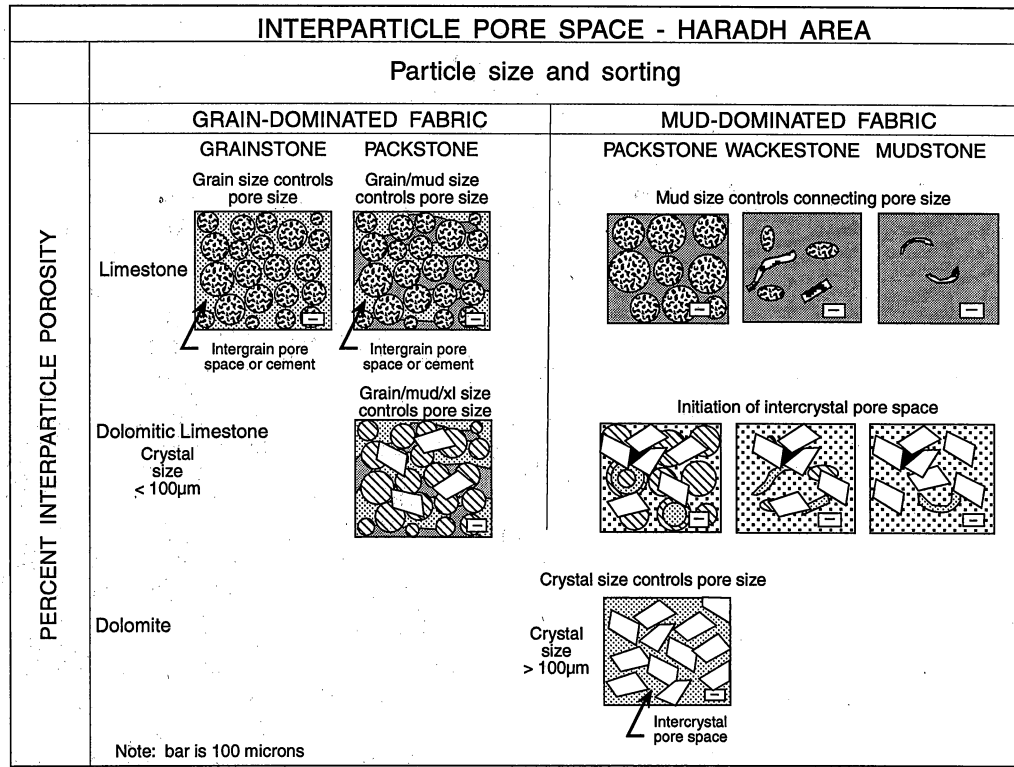 INTERPARTICLE PORE SPACE - HARADH AREA
Particle size and sorting
GRAIN-DOMINATED FABRIC
MUD-DOMINATED FABRIC
GRAINSTONE
PACKSTONE
PACKSTONE WACKESTONE MUDSTONE
Grain size controls
pore size
Grain/mud size
controls pore size
Mud size controls connecting pore size
PERCENT INTERPARTICLE POROSITY
Limestone
Intergrain pore
space or cement
Intergrain pore
space or cement
Grain/mud/xl size
controls pore size
Initiation of intercrystal pore space
Dolomitic Limestone
Crystal
size
< 100µm
Crystal size controls pore size
Dolomite
Crystal
size
> 100µm
Intercrystal
pore space
Note: bar is 100 microns